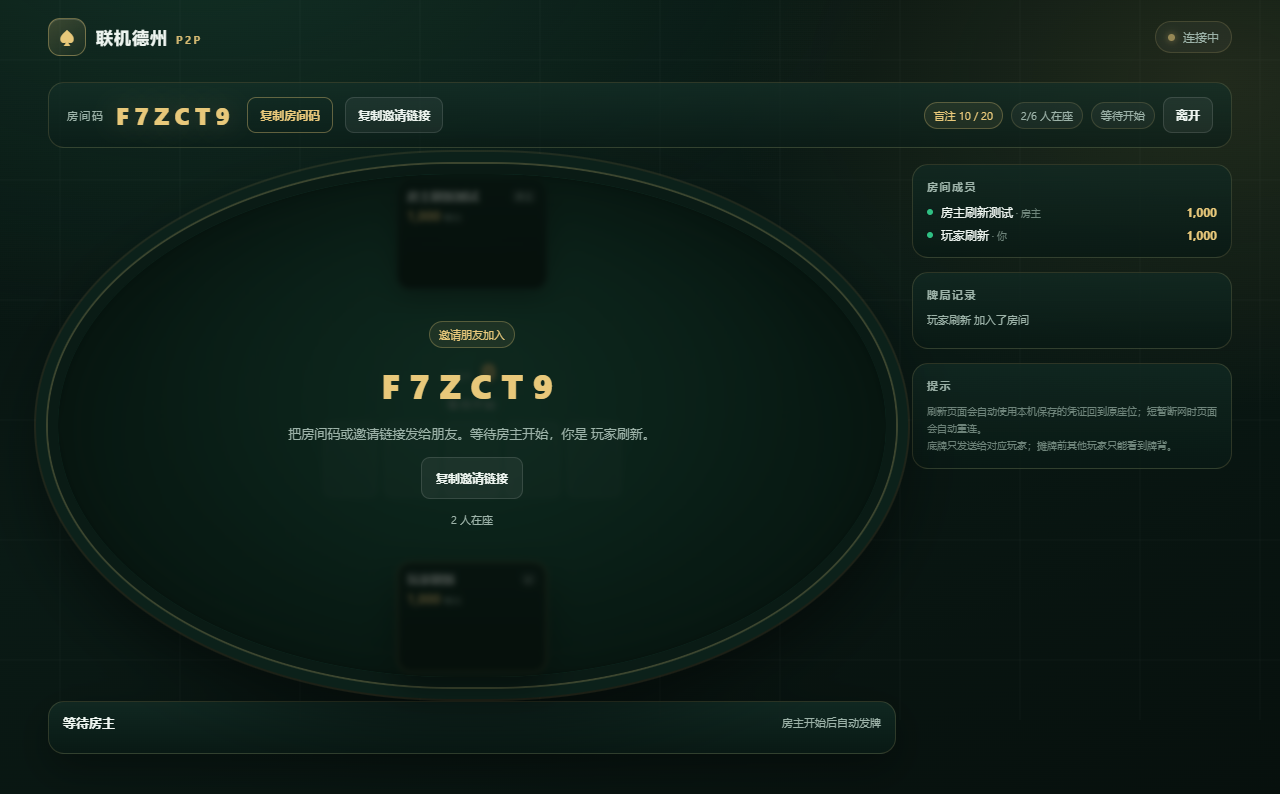 联机德州 P2P
连接中
房间码 F7ZCT9 复制房间码 复制邀请链接
盲注 10 / 20 2/6 人在座 等待开始 离开
1,000
邀请朋友加入
F7ZCT9
把房间码或邀请链接发给朋友。等待房主开始，你是 玩家刷新。
复制邀请链接
2 人在座
1,000
等待房主 房主开始后自动发牌
房间成员
房主刷新测试 · 房主 1,000
玩家刷新 · 你 1,000
牌局记录
玩家刷新 加入了房间
提示
刷新页面会自动使用本机保存的凭证回到原座位；短暂断网时页面
会自动重连。
底牌只发送给对应玩家；摊牌前其他玩家只能看到牌背。